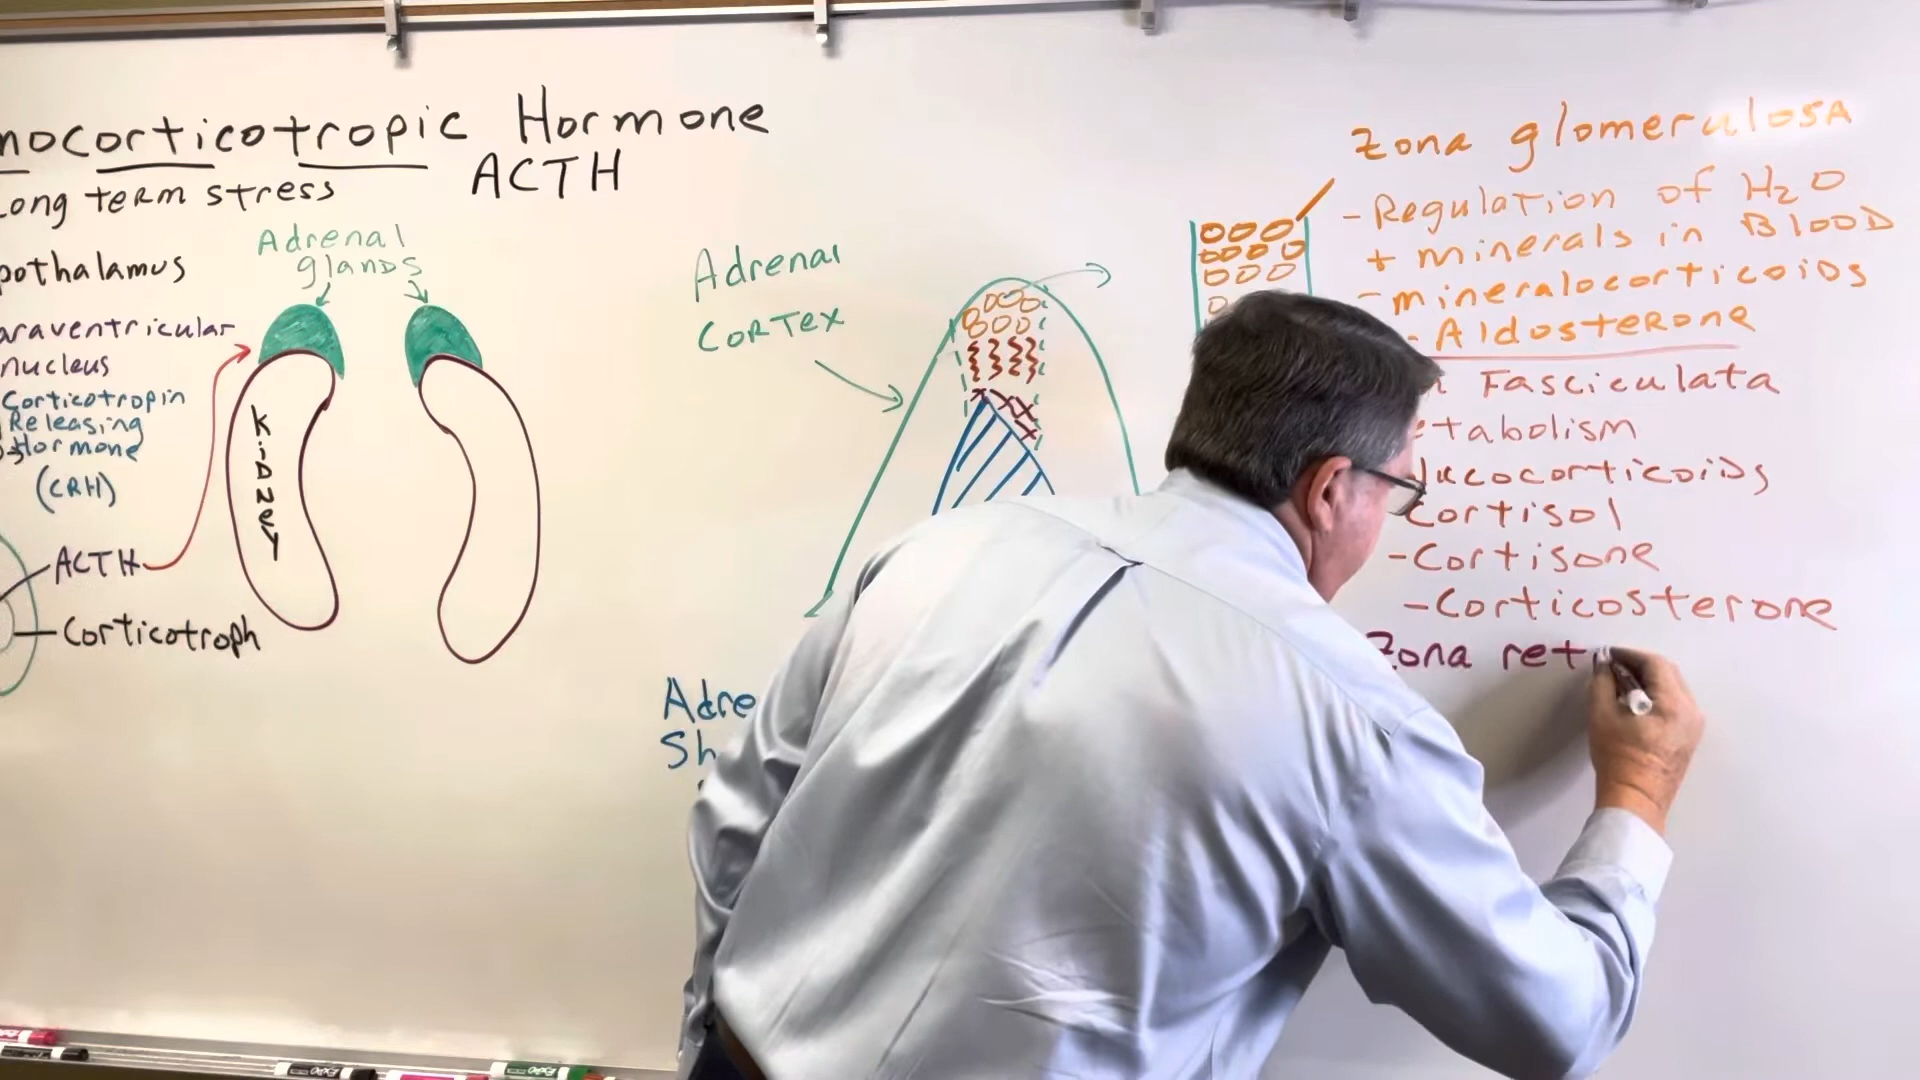 nocorticotropic Hormone
ACTH
Long term stress
pothalamus
araventricular
nucleus
Corticotropin
Releasing
Hormone
(CRH)
ACTH
Corticotroph
Adrenal
glands
KiDNey
Adrenal
CorTex
Adre
Sh
Zona glomerulosA
- Regulation of H2O
+ minerals in BlooD
- mineralocorticoiDs
- AldosTeRone
Fasciculata
etabolism
ucocorticoiDs
Cortisol
- Cortisone
- Corticosterone
Zona ret